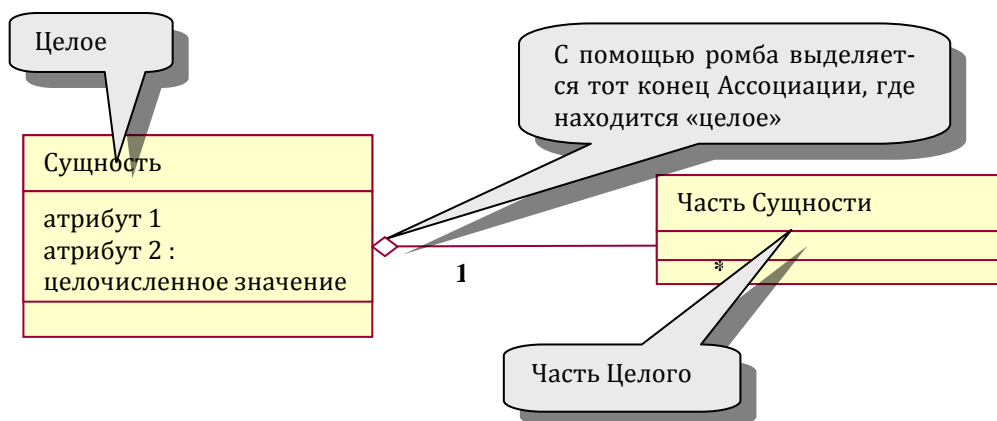 Целое
С помощью ромба выделяет-
ся тот конец Ассоциации, где
находится «целое»
Сущность
атрибут 1
атрибут 2 :
целочисленное значение
Часть Сущности
1
*
Часть Целого